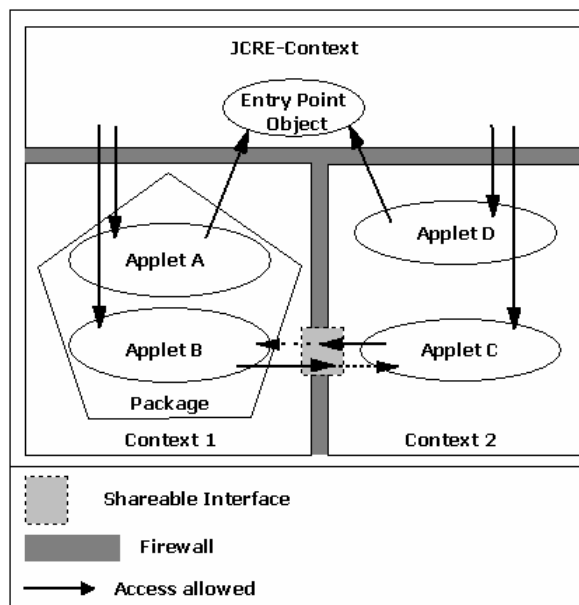 JCRE-Context
Entry Point
Object
Applet A
Applet D
Applet B
Applet C
Package
Context 1
Context 2
Shareable Interface
Firewall
Access allowed